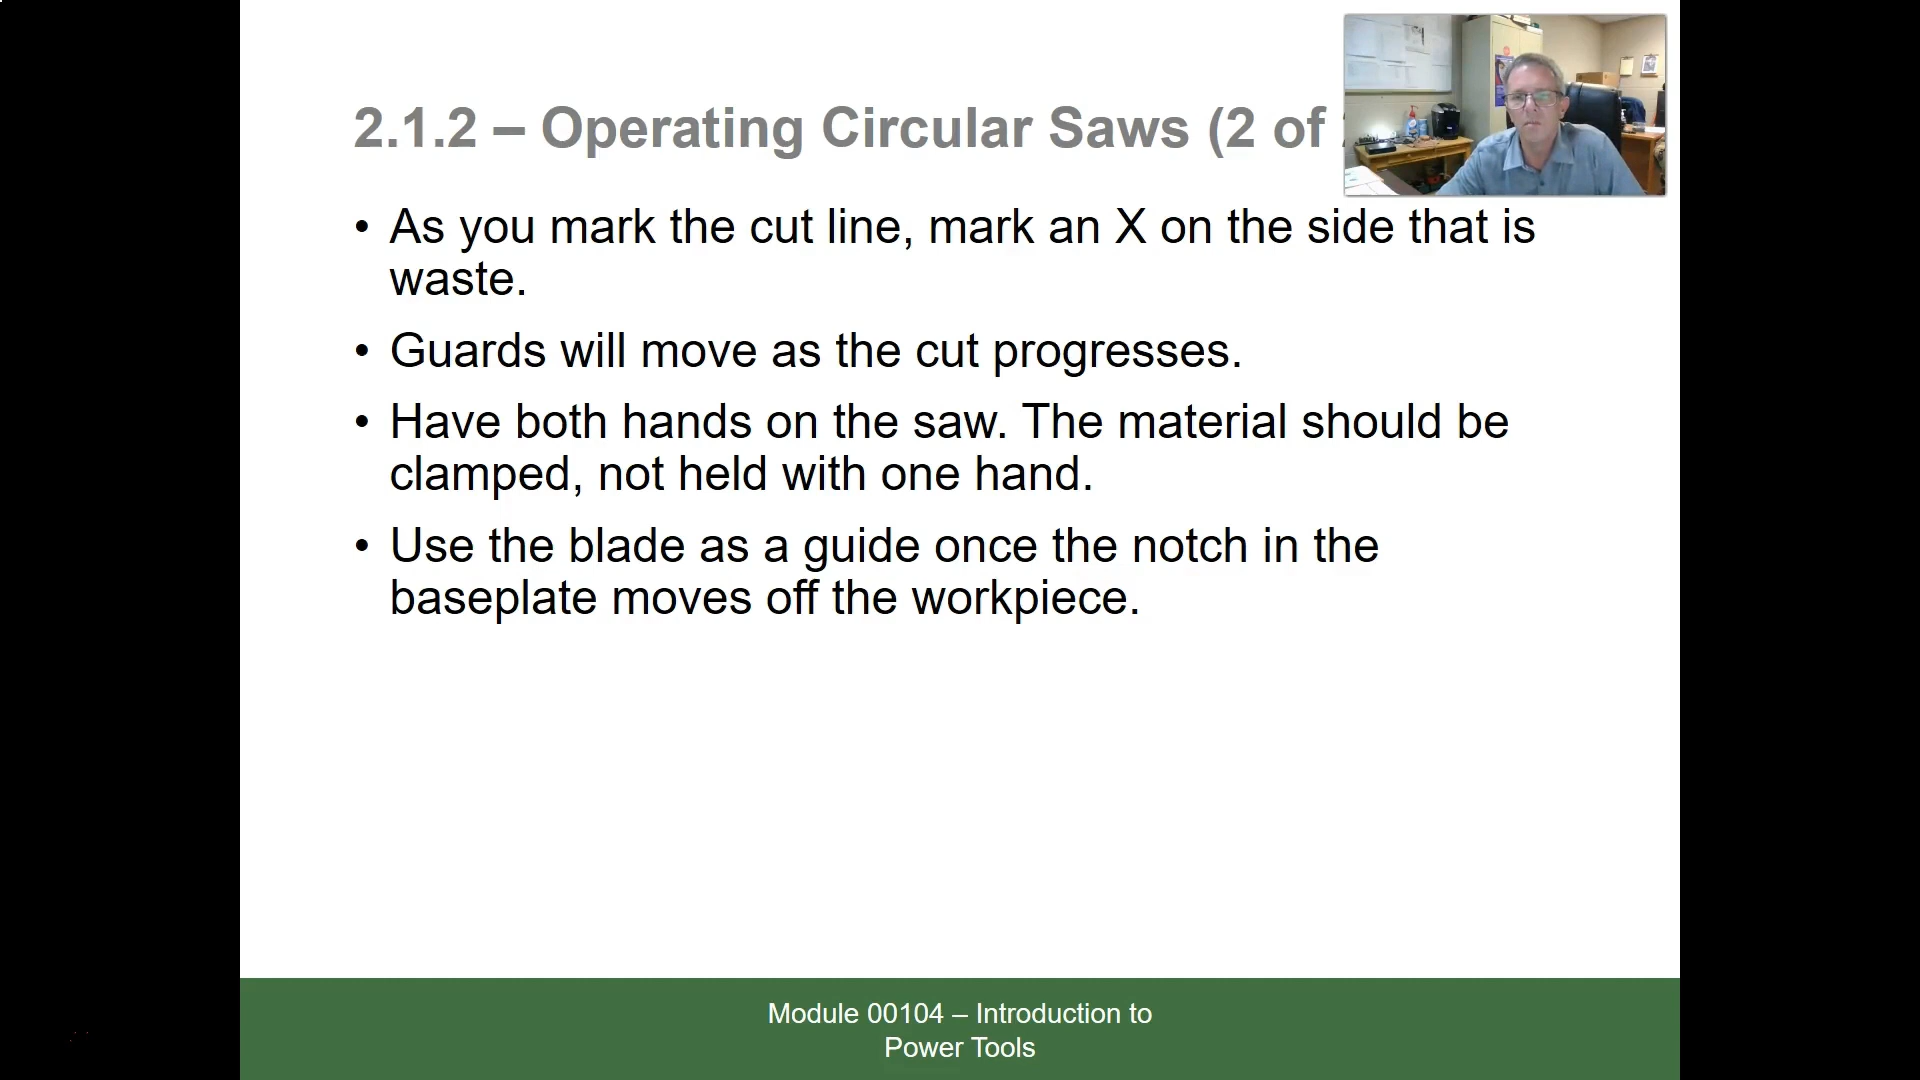 2.1.2 – Operating Circular Saws (2 of
• As you mark the cut line, mark an X on the side that is
waste.
• Guards will move as the cut progresses.
• Have both hands on the saw. The material should be
clamped, not held with one hand.
• Use the blade as a guide once the notch in the
baseplate moves off the workpiece.
Module 00104 – Introduction to
Power Tools